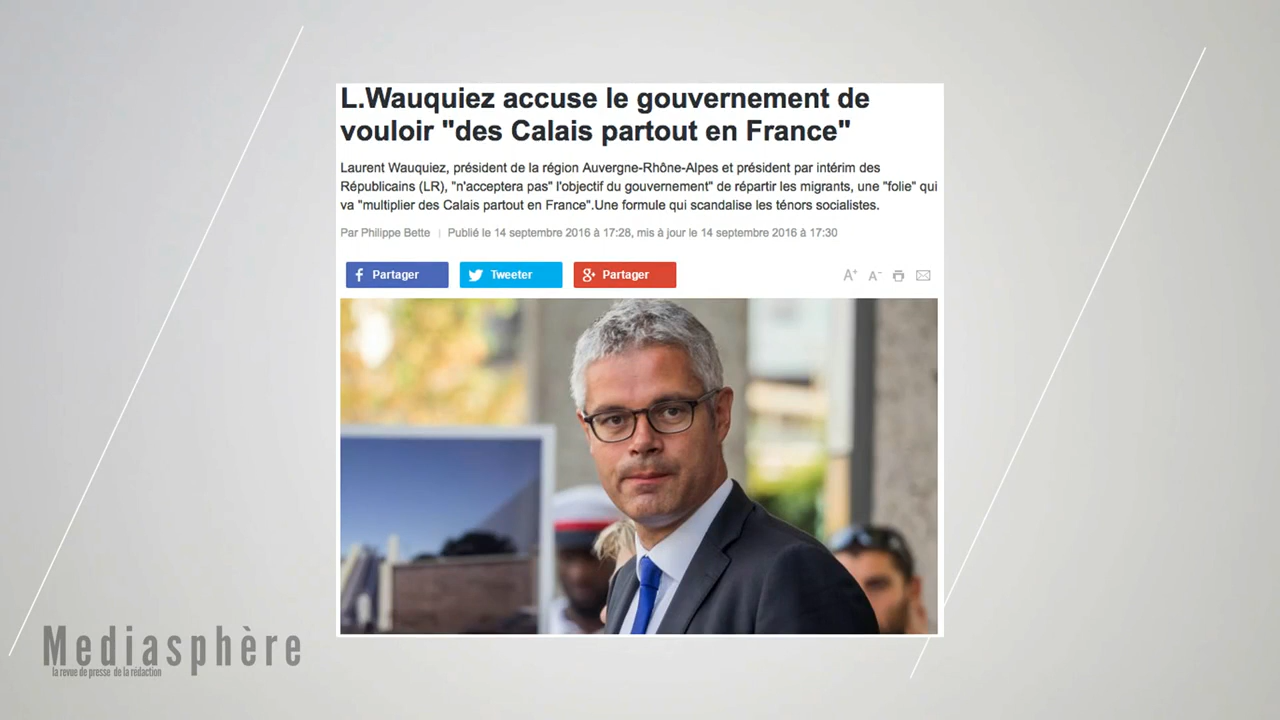 L.Wauquiez accuse le gouvernement de
vouloir "des Calais partout en France"
Laurent Wauquiez, président de la région Auvergne-Rhône-Alpes et président par intérim des
Républicains (LR), "n'acceptera pas" l'objectif du gouvernement" de répartir les migrants, une "folie" qui
va "multiplier des Calais partout en France".Une formule qui scandalise les ténors socialistes.
Par Philippe Bette | Publié le 14 septembre 2016 à 17:28, mis à jour le 14 septembre 2016 à 17:30
f Partager Tweeter g+ Partager A+ A-
Mediasphère
la revue de presse de la rédaction